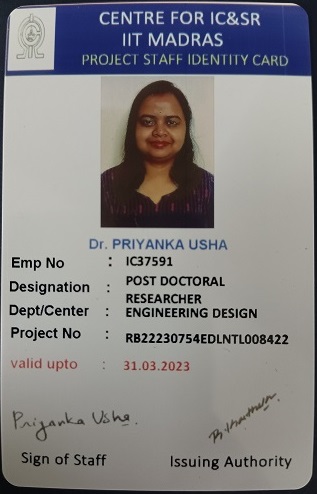 CENTRE FOR IC&SR
IIT MADRAS
PROJECT STAFF IDENTITY CARD
Dr. PRIYANKA USHA
Emp No : IC37591
Designation : POST DOCTORAL
RESEARCHER
Dept/Center : ENGINEERING DESIGN
Project No : RB22230754EDLNTL008422
valid upto : 31.03.2023
Priyanka Usha.
Sign of Staff Issuing Authority